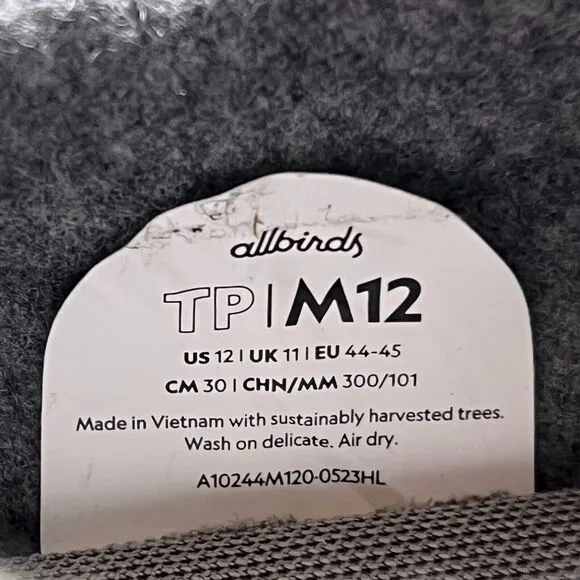 allbirds
TP | M12
US 12 | UK 11 | EU 44-45
CM 30 | CHN/MM 300/101
Made in Vietnam with sustainably harvested trees.
Wash on delicate. Air dry.
A10244M120-0523HL